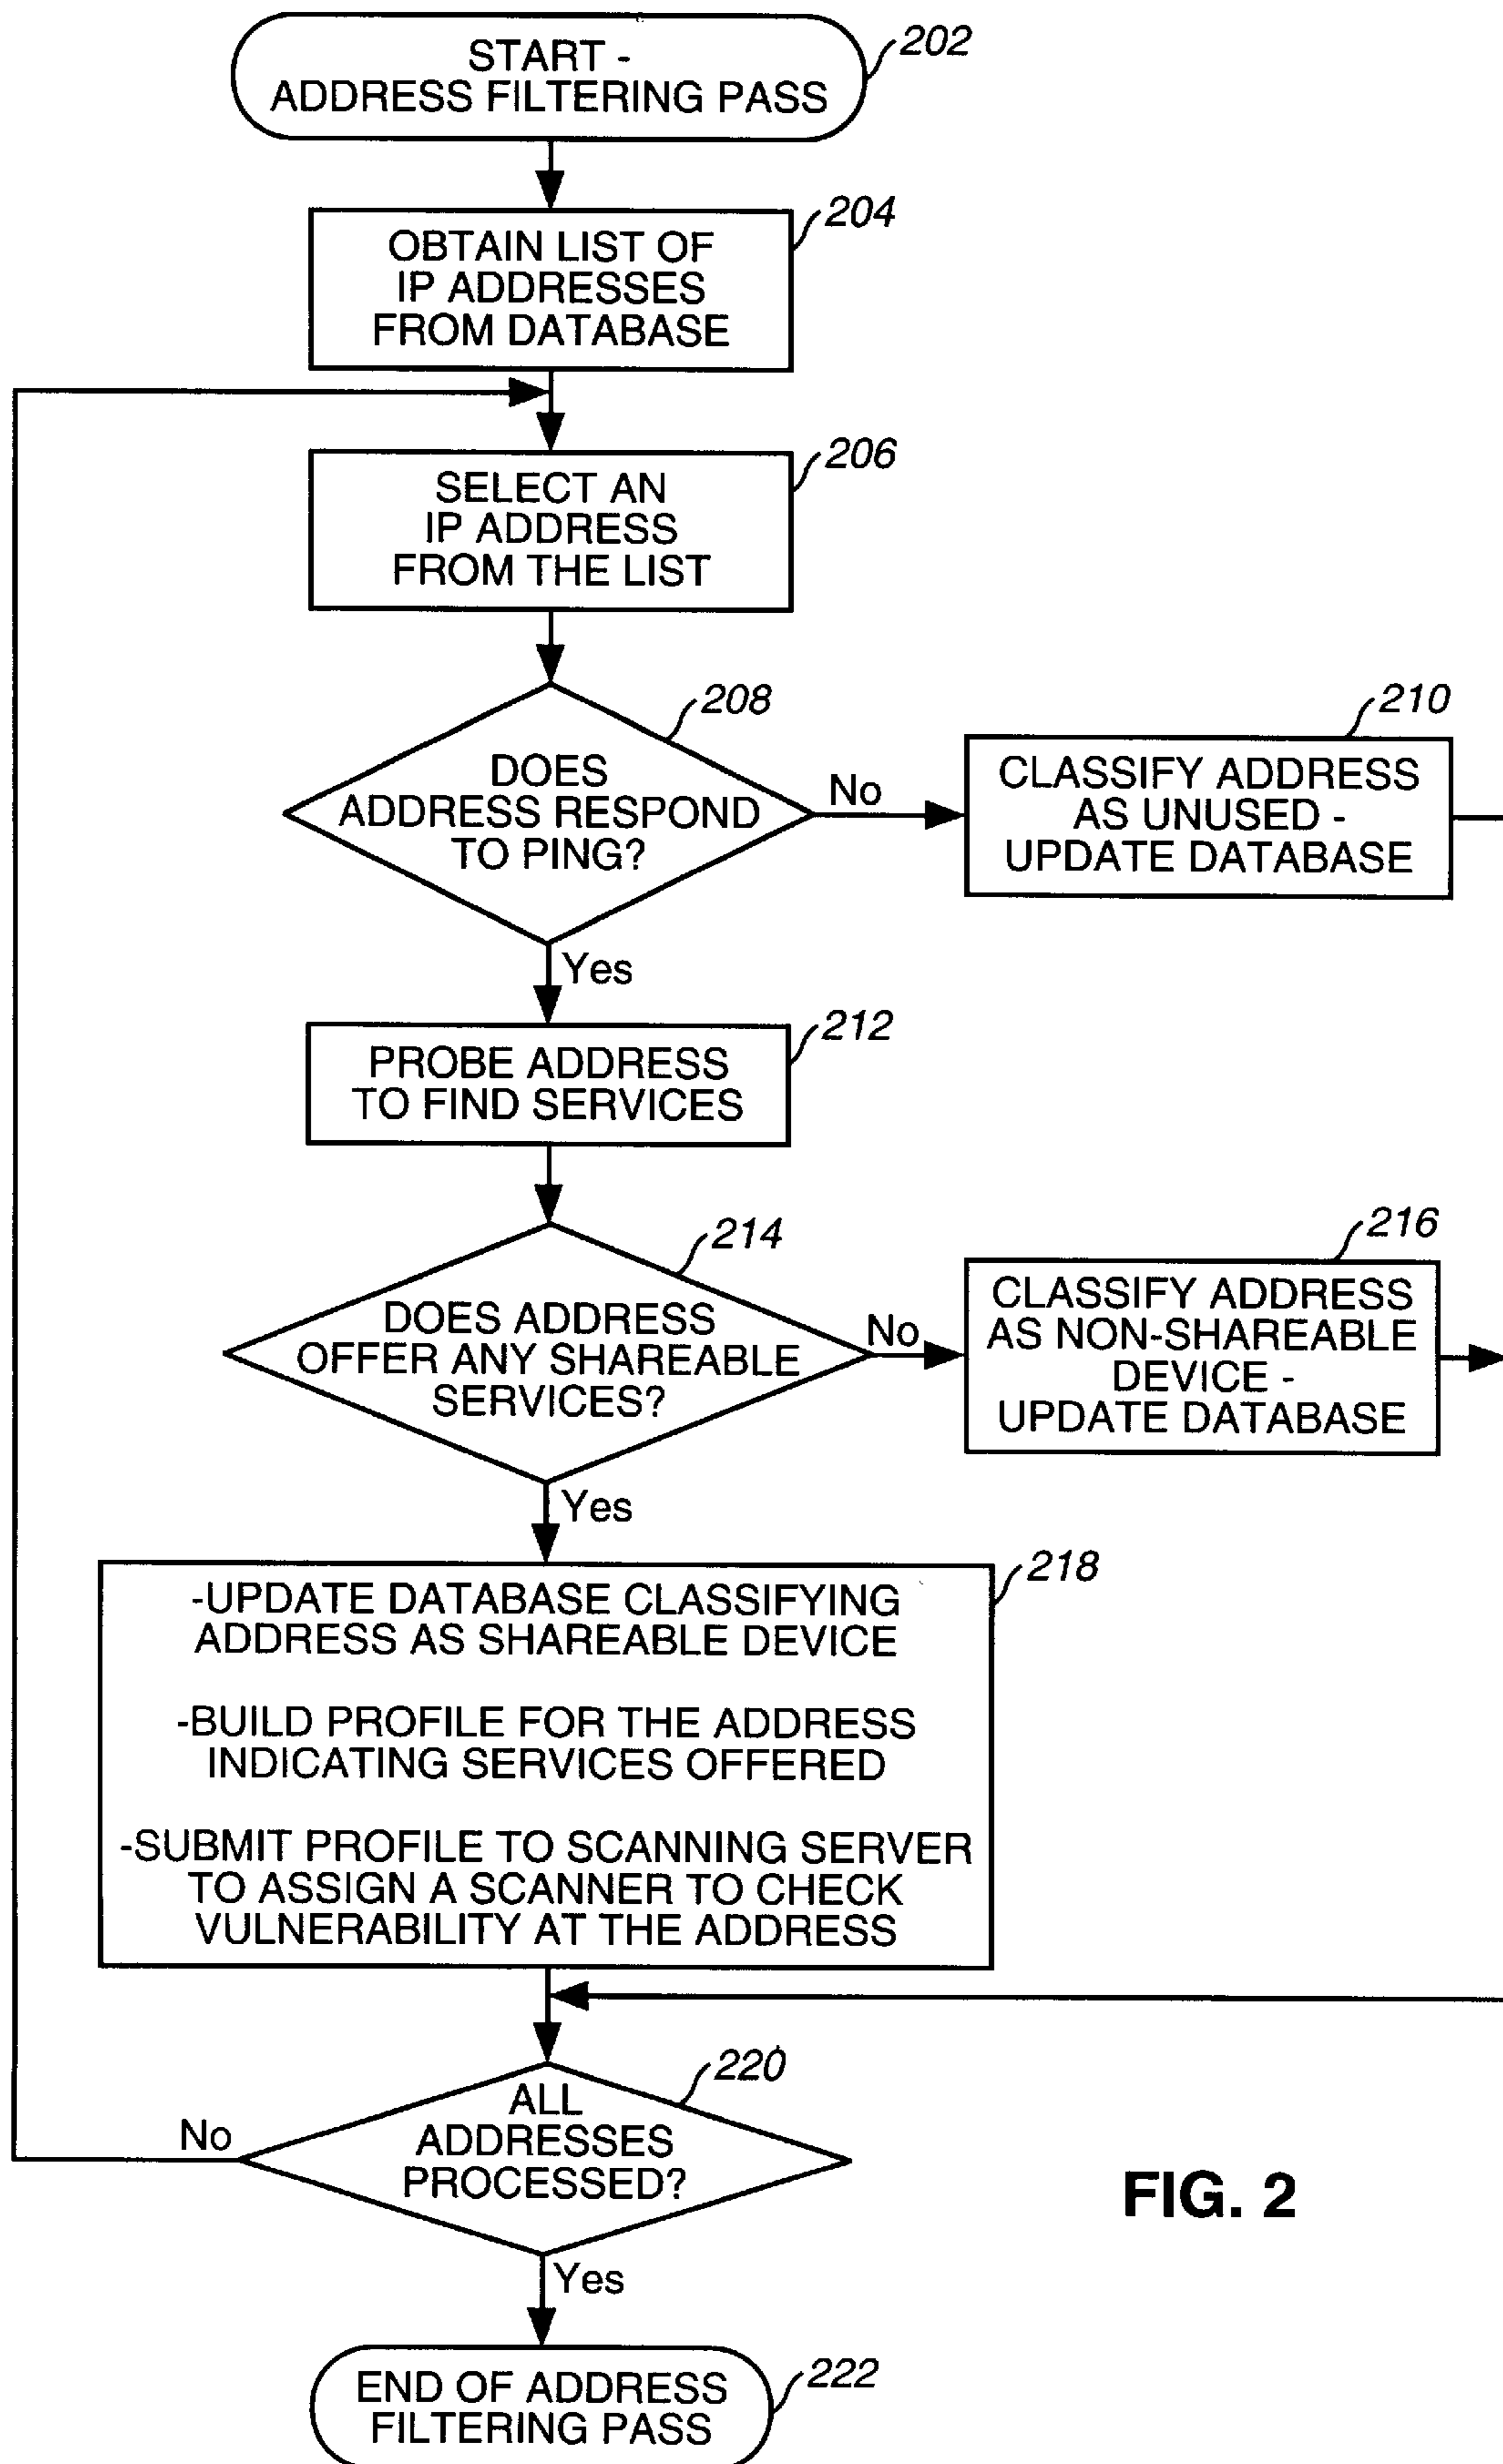 202
START -
ADDRESS FILTERING PASS
204
OBTAIN LIST OF
IP ADDRESSES
FROM DATABASE
206
SELECT AN
IP ADDRESS
FROM THE LIST
208
DOES
ADDRESS RESPOND
TO PING?
No
210
CLASSIFY ADDRESS
AS UNUSED -
UPDATE DATABASE
Yes
212
PROBE ADDRESS
TO FIND SERVICES
214
DOES ADDRESS
OFFER ANY SHAREABLE
SERVICES?
No
216
CLASSIFY ADDRESS
AS NON-SHAREABLE
DEVICE -
UPDATE DATABASE
Yes
218
-UPDATE DATABASE CLASSIFYING
ADDRESS AS SHAREABLE DEVICE
-BUILD PROFILE FOR THE ADDRESS
INDICATING SERVICES OFFERED
-SUBMIT PROFILE TO SCANNING SERVER
TO ASSIGN A SCANNER TO CHECK
VULNERABILITY AT THE ADDRESS
220
ALL
ADDRESSES
PROCESSED?
No
Yes
FIG. 2
222
END OF ADDRESS
FILTERING PASS